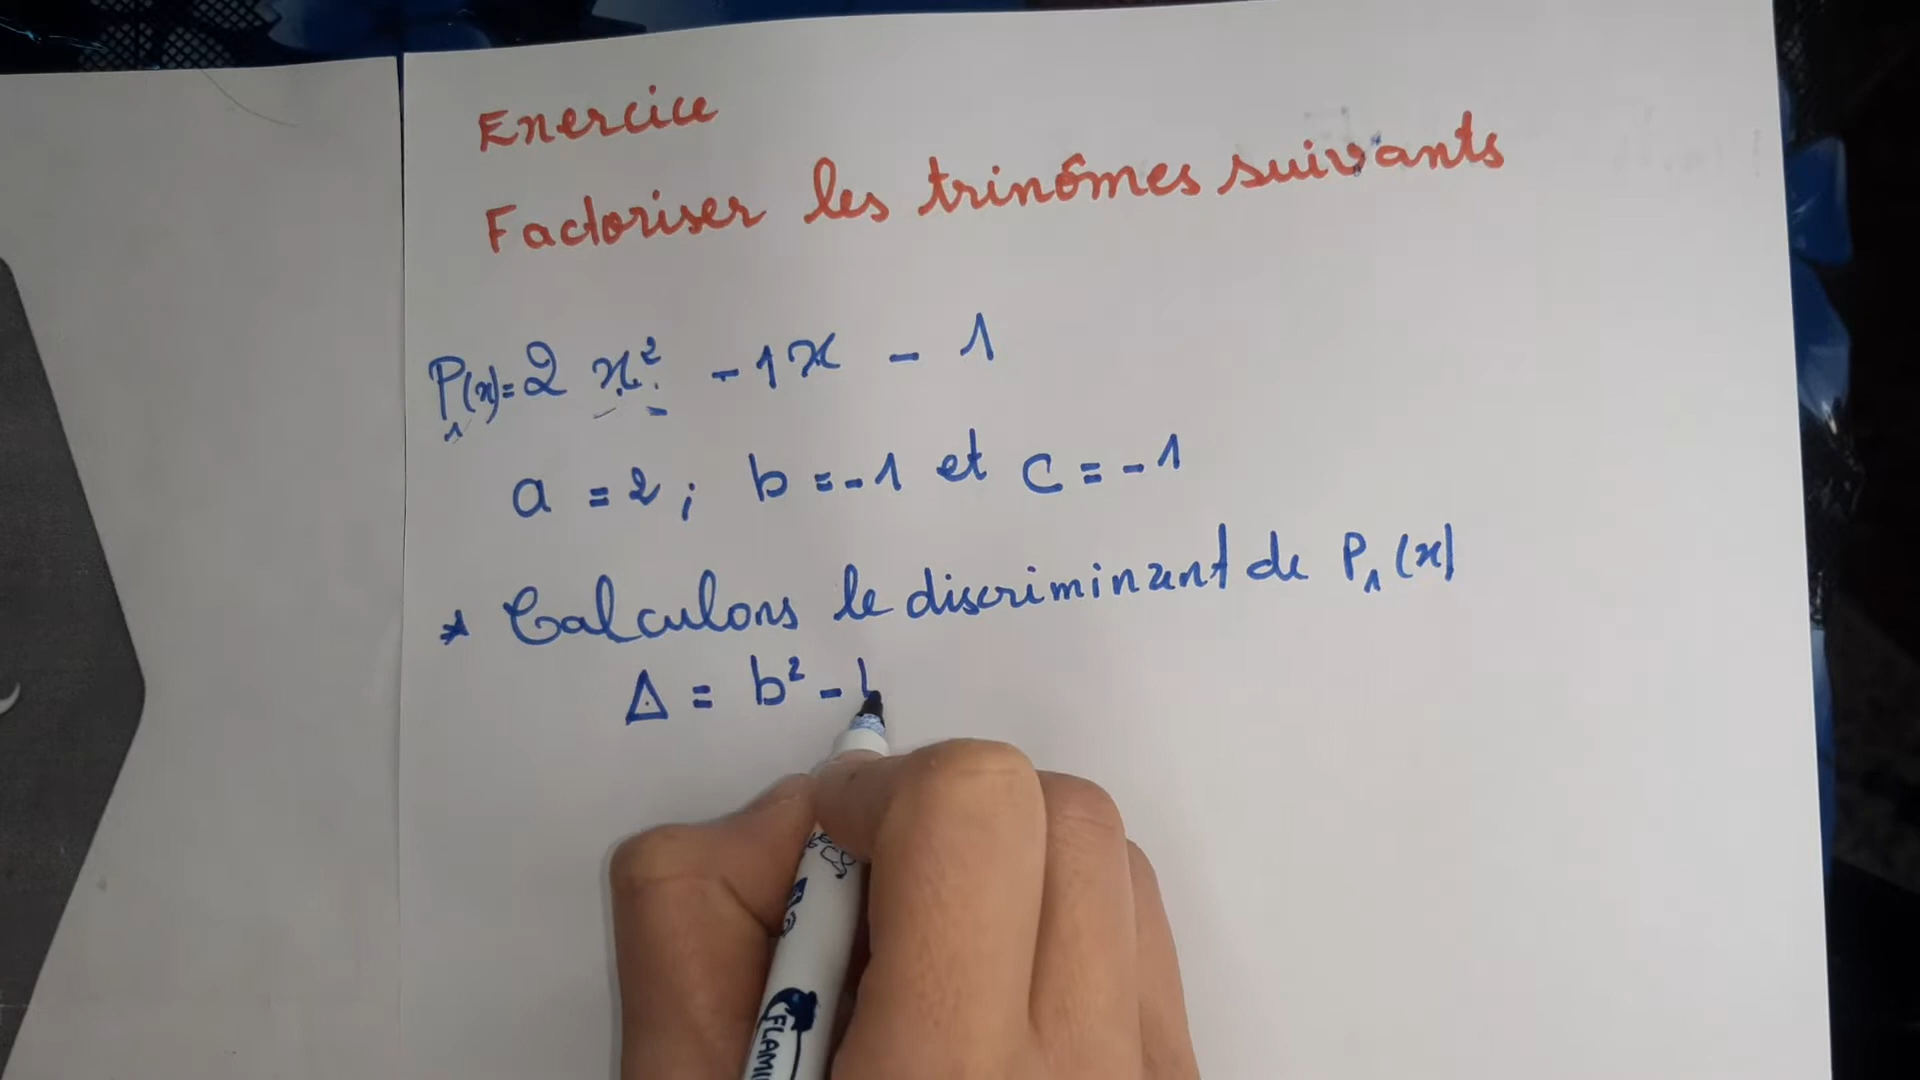 Exercice
Factoriser les trinômes suivants
P₁(x) = 2x² - 1x - 1
a = 2 ; b = -1 et c = -1
* Calculons le discriminant de P₁(x)
Δ = b² -
FLAM